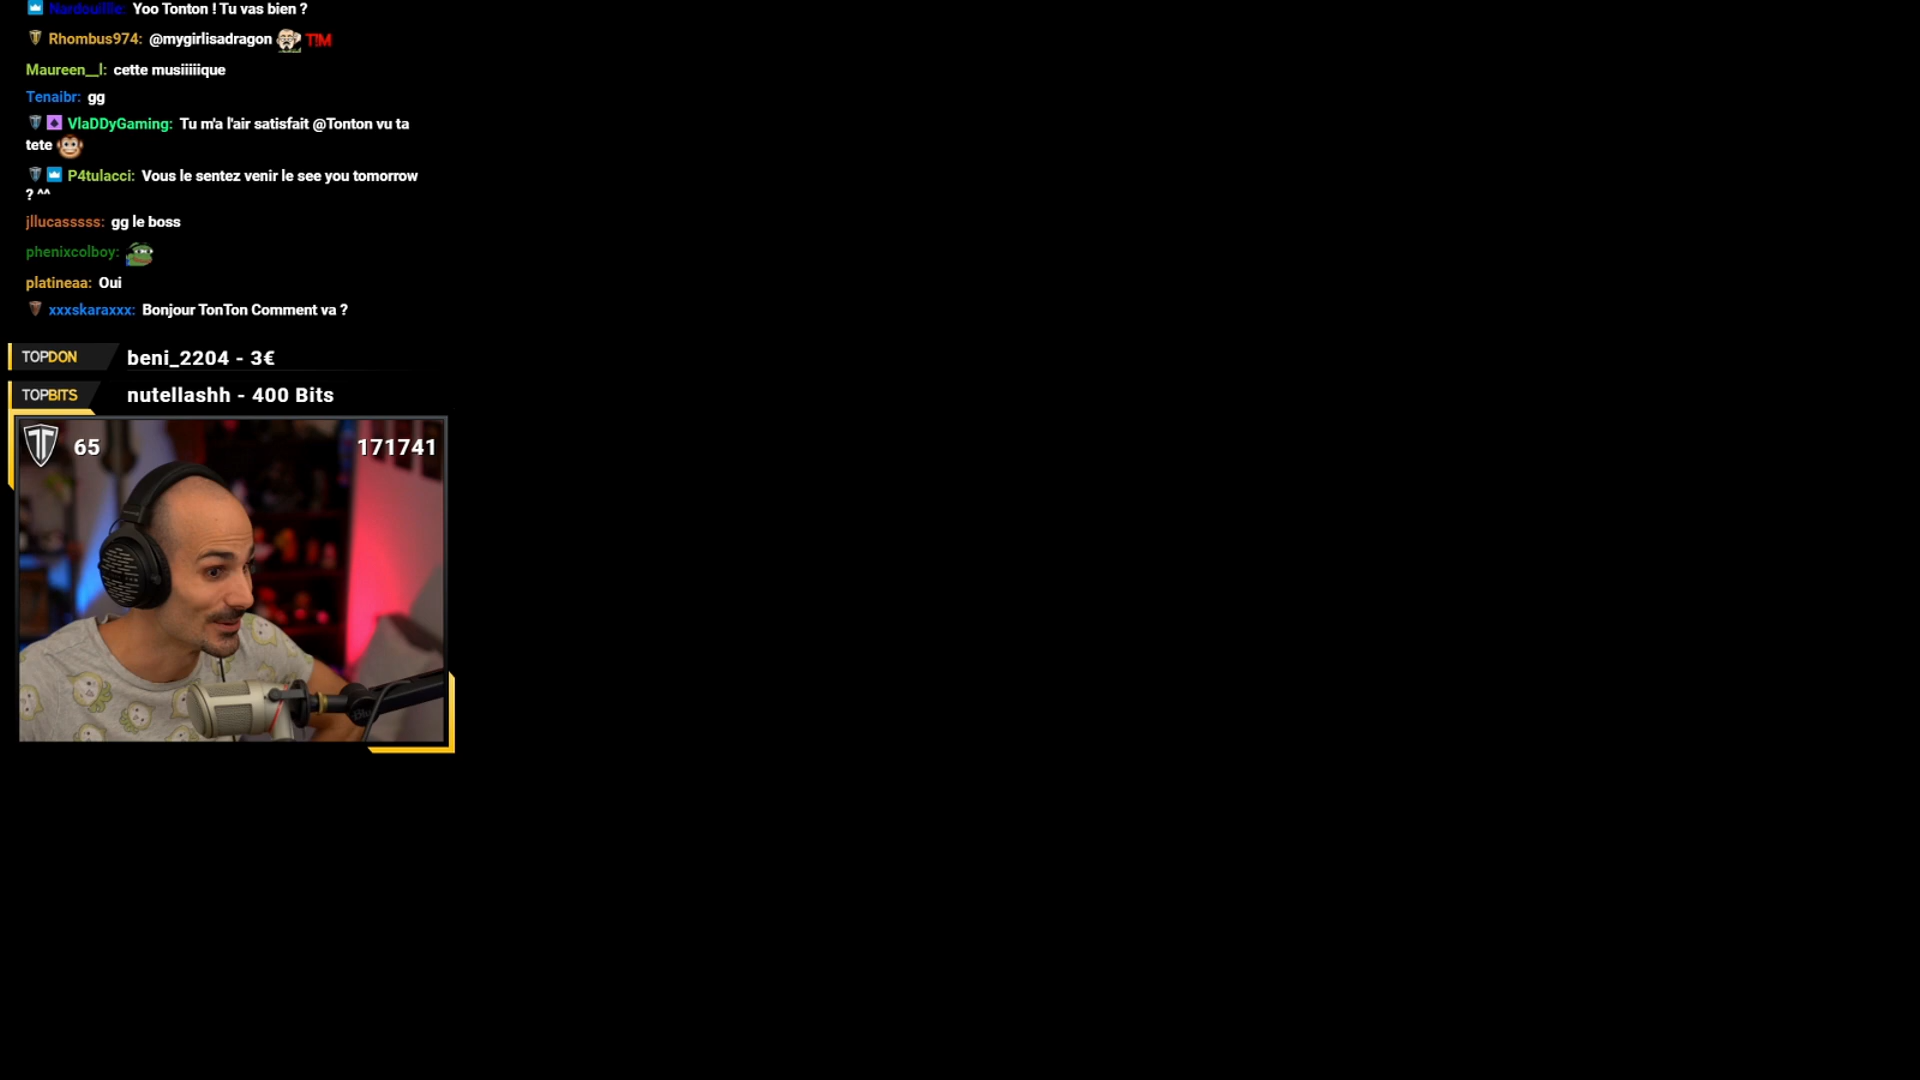 Nardouillle: Yoo Tonton ! Tu vas bien ?
Rhombus974: @mygirlisadragon T!M
Maureen__l: cette musiiiiique
Tenaibr: gg
VlaDDyGaming: Tu m'a l'air satisfait @Tonton vu ta
tete
P4tulacci: Vous le sentez venir le see you tomorrow
? ^^
jllucasssss: gg le boss
phenixcolboy:
platineaa: Oui
xxxskaraxxx: Bonjour TonTon Comment va ?
TOPDON beni_2204 - 3€
TOPBITS nutellashh - 400 Bits
65 171741